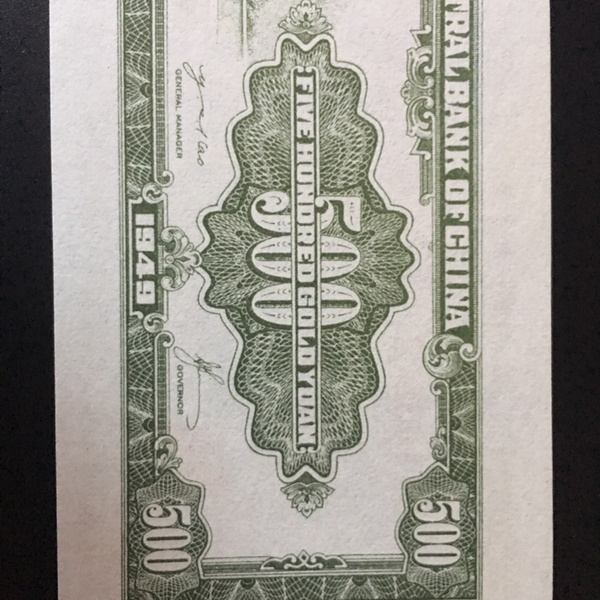 TRAL BANK OF CHINA
500
FIVE HUNDRED GOLD YUAN
GENERAL MANAGER
1949
GOVERNOR
500
500